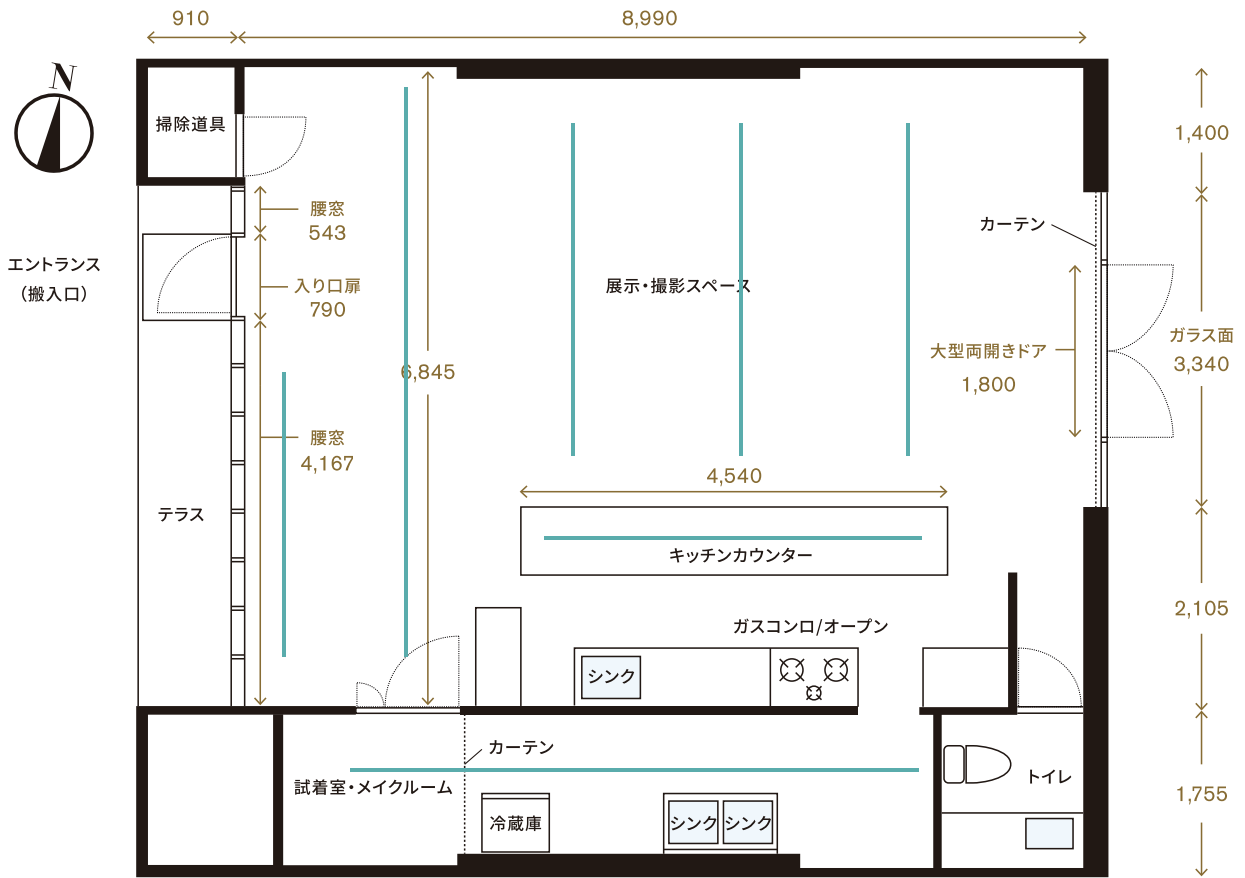 910
8,990
N
掃除道具
1,400
腰窓
543
カーテン
エントランス
（搬入口）
入り口扉
790
展示・撮影スペース
ガラス面
3,340
大型両開きドア
1,800
6,845
腰窓
4,167
4,540
テラス
キッチンカウンター
2,105
ガスコンロ/オーブン
シンク
カーテン
試着室・メイクルーム
トイレ
1,755
冷蔵庫
シンク
シンク